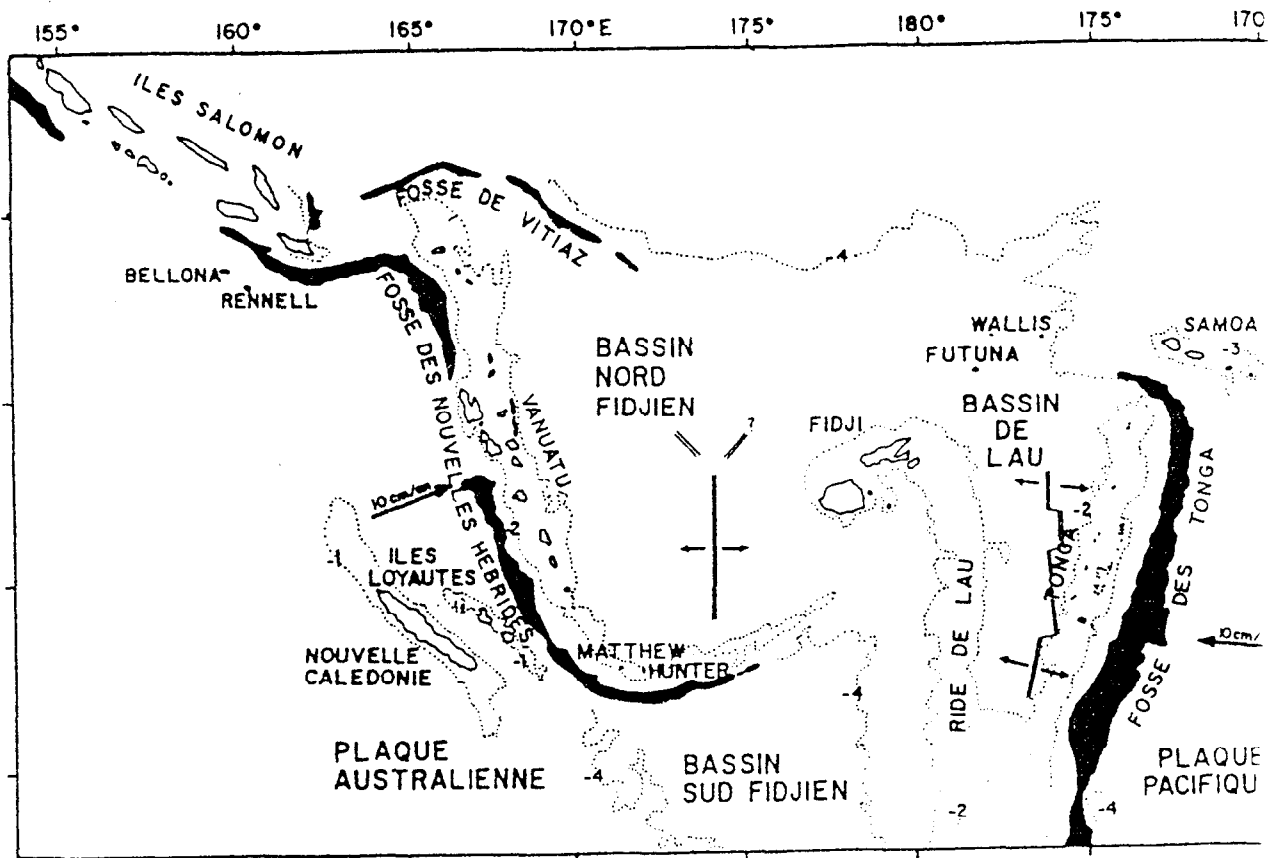 155° 160° 165° 170°E 175° 180° 175° 170
ILES SALOMON
FOSSE DE VITIAZ
-4
BELLONA
RENNELL
FOSSE DES NOUVELLES HEBRIDES
VANUATU
BASSIN
NORD
FIDJIEN
?
WALLIS
FUTUNA
SAMOA
-3
FIDJI
BASSIN
DE
LAU
10 cm/an
-2
-2
-1
ILES
LOYAUTES
NOUVELLE
CALEDONIE
MATTHEW
HUNTER
RIDE DE LAU
TONGA
FOSSE DES TONGA
10cm/
PLAQUE
AUSTRALIENNE
-4
BASSIN
SUD FIDJIEN
-4
-2
-4
PLAQUE
PACIFIQU